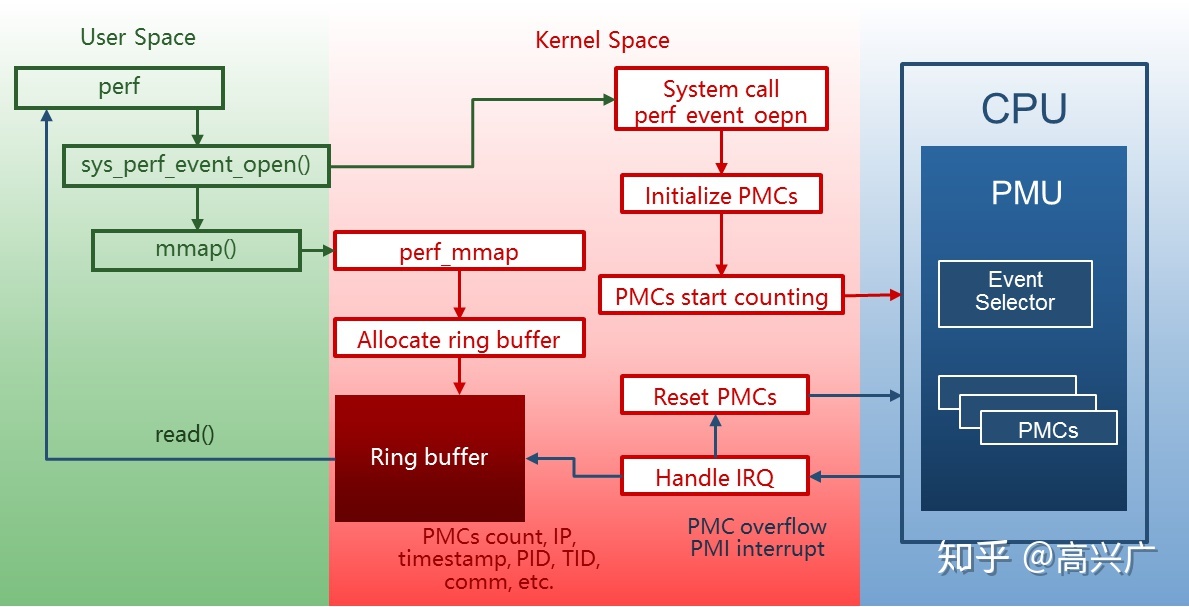 User Space
Kernel Space
perf
System call
perf_event_oepn
CPU
sys_perf_event_open()
Initialize PMCs
PMU
mmap()
perf_mmap
PMCs start counting
Event
Selector
Allocate ring buffer
Reset PMCs
PMCs
read()
Ring buffer
Handle IRQ
PMCs count, IP,
timestamp, PID, TID,
comm, etc.
PMC overflow
PMI interrupt
知乎 @高兴广